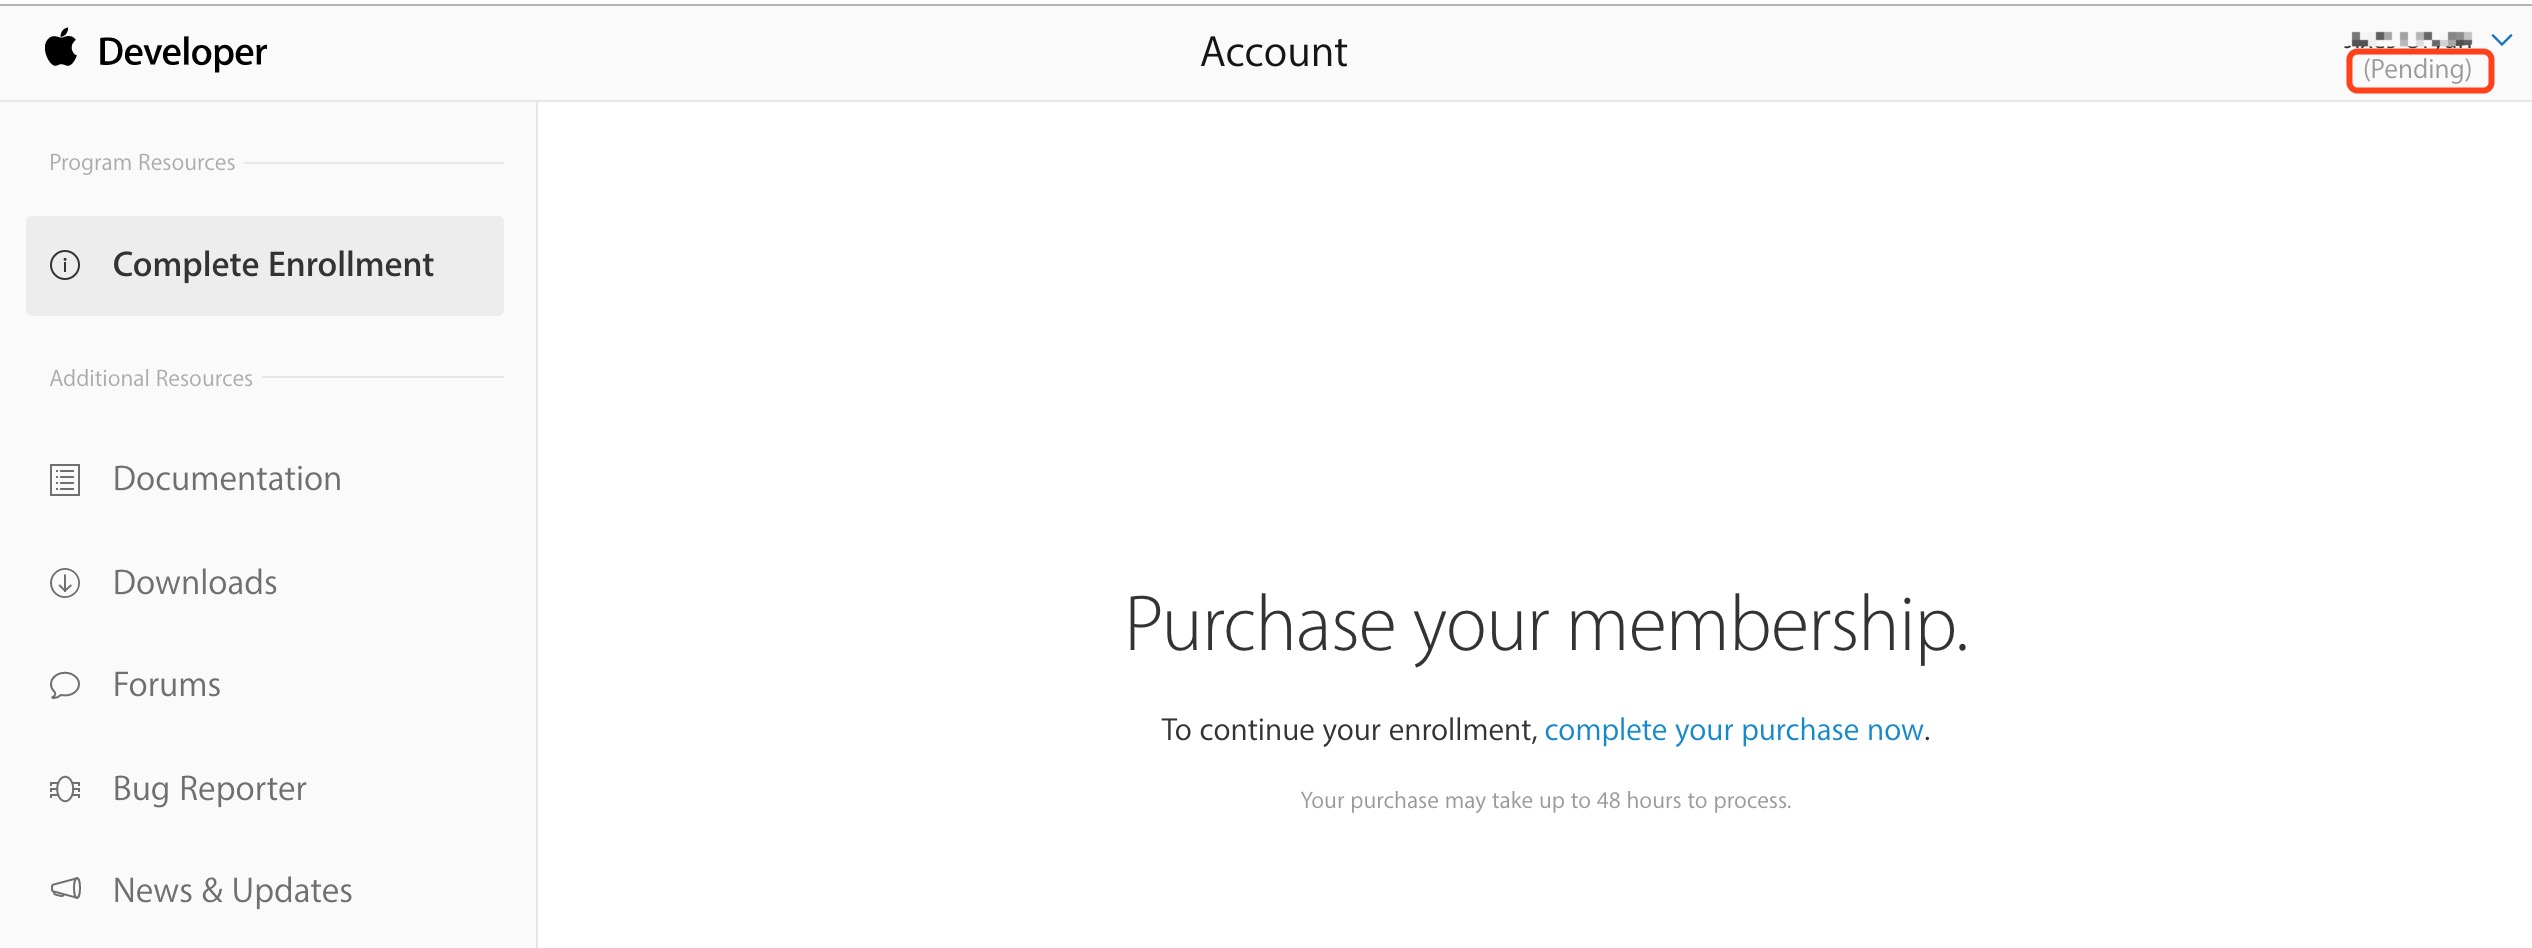 Developer
Account
(Pending)
Program Resources
Complete Enrollment
Additional Resources
Documentation
Downloads
Forums
Bug Reporter
News & Updates
Purchase your membership.
To continue your enrollment, complete your purchase now.
Your purchase may take up to 48 hours to process.